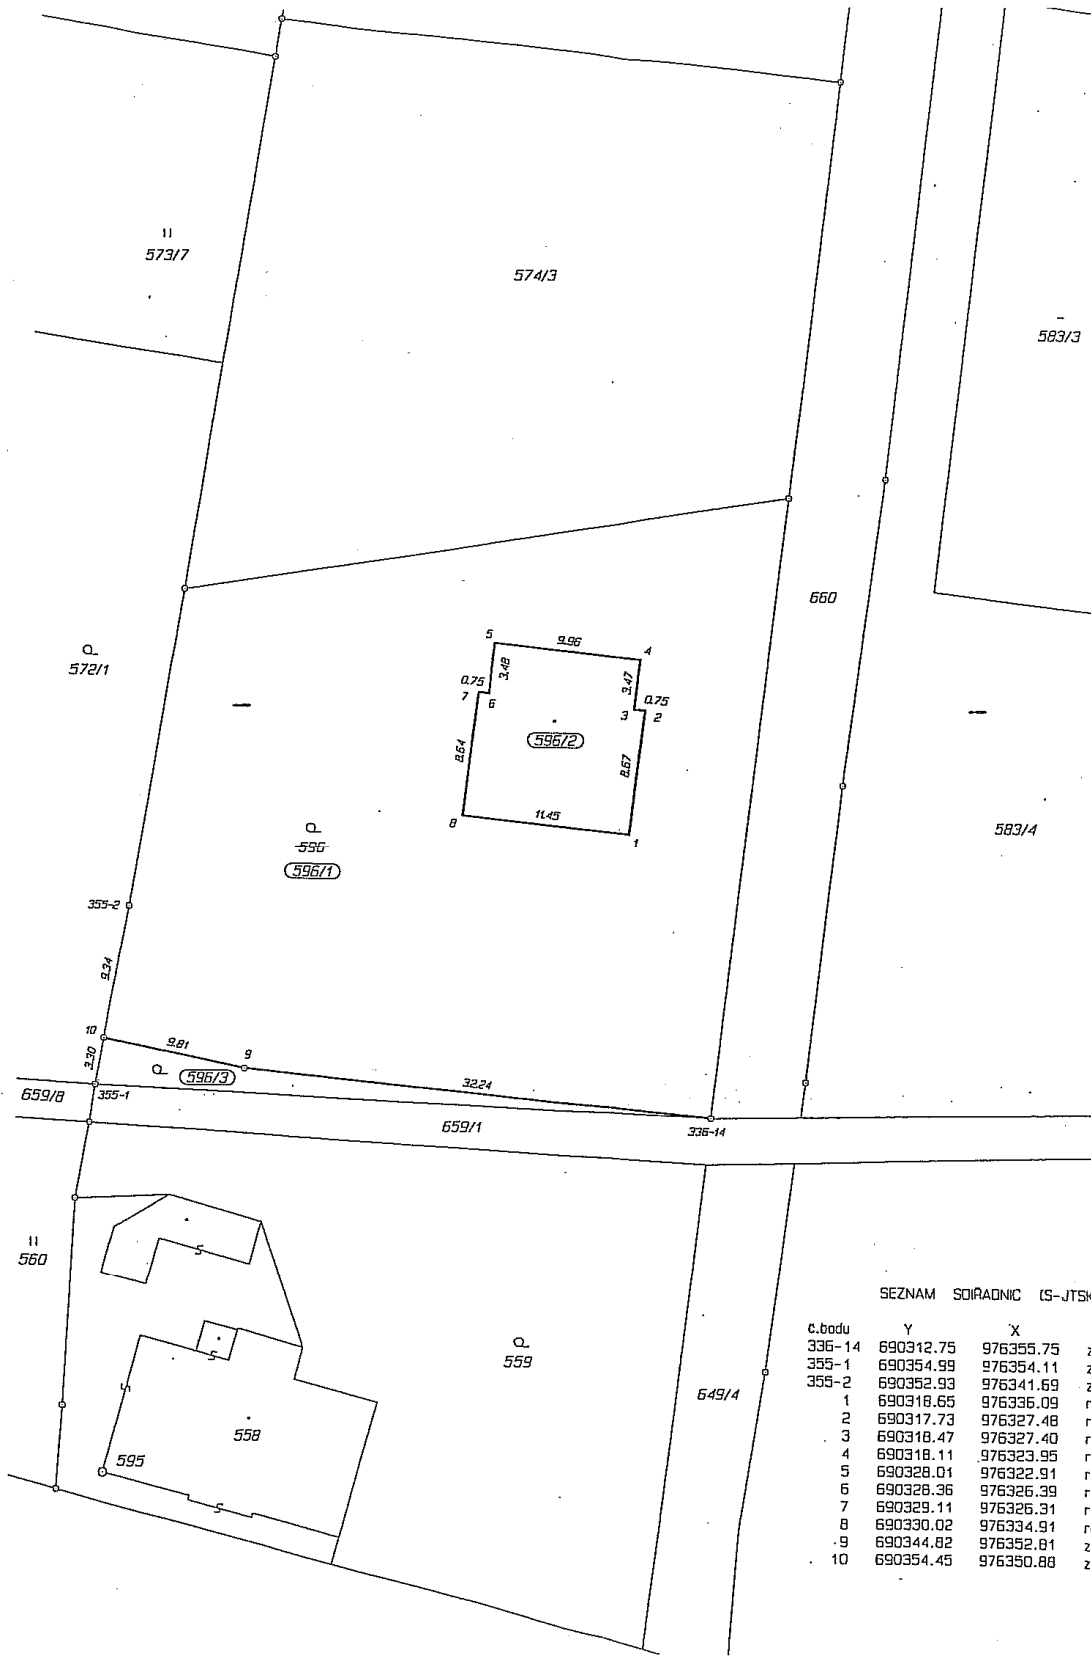 573/7
574/3
583/3
660
572/1
5
9.96
4
3.48
3.47
0.75
7
6
0.75
3
2
596/2
8.64
8.67
11.45
8
1
583/4
596
596/1
355-2
9.34
10
9.81
9
3.30
596/3
32.24
659/8
355-1
659/1
336-14
560
559
649/4
558
595
SEZNAM SOUŘADNIC (S-JTSK
č.bodu Y X
336-14 690312.75 976355.75 z
355-1 690354.99 976354.11 z
355-2 690352.93 976341.69 z
1 690318.65 976336.09 r
2 690317.73 976327.48 r
3 690318.47 976327.40 r
4 690318.11 976323.95 r
5 690328.01 976322.91 r
6 690328.36 976326.39 r
7 690329.11 976326.31 r
8 690330.02 976334.91 r
9 690344.82 976352.81 z
10 690354.45 976350.88 z